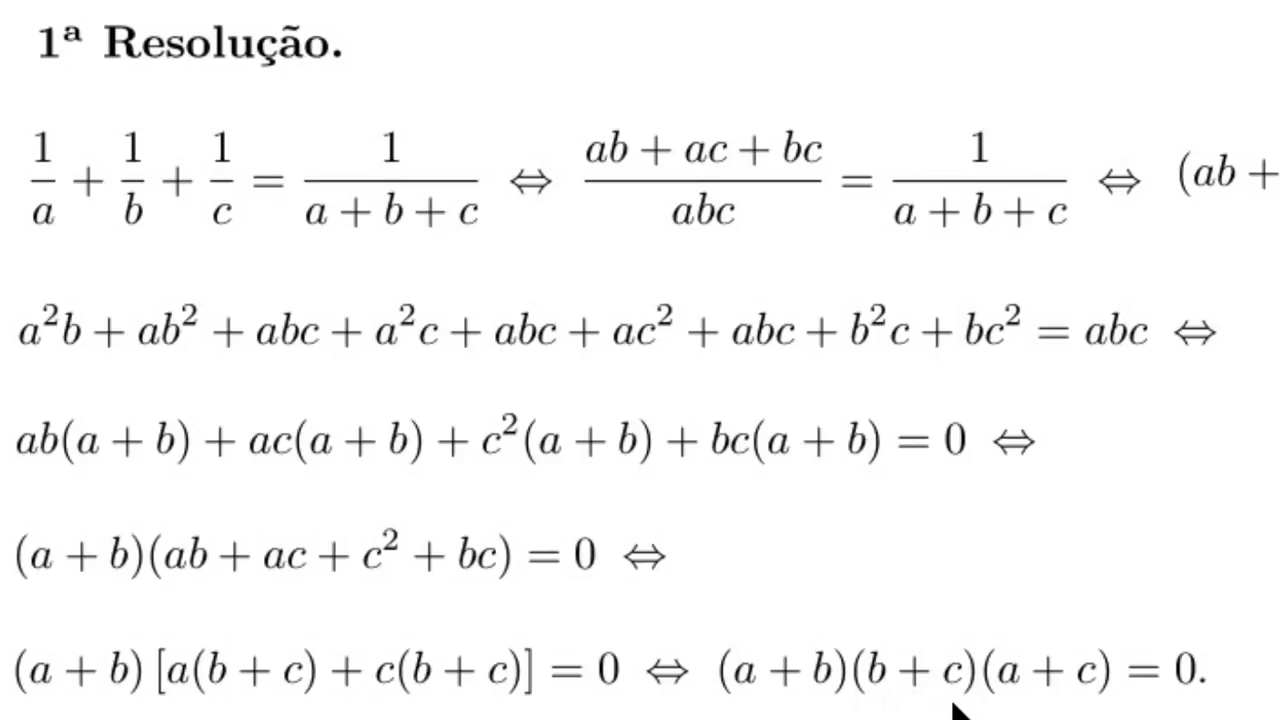 1ª Resolução.
1/a + 1/b + 1/c = 1/(a + b + c) ⇔ (ab + ac + bc)/abc = 1/(a + b + c) ⇔ (ab +
a²b + ab² + abc + a²c + abc + ac² + abc + b²c + bc² = abc ⇔
ab(a + b) + ac(a + b) + c²(a + b) + bc(a + b) = 0 ⇔
(a + b)(ab + ac + c² + bc) = 0 ⇔
(a + b) [a(b + c) + c(b + c)] = 0 ⇔ (a + b)(b + c)(a + c) = 0.